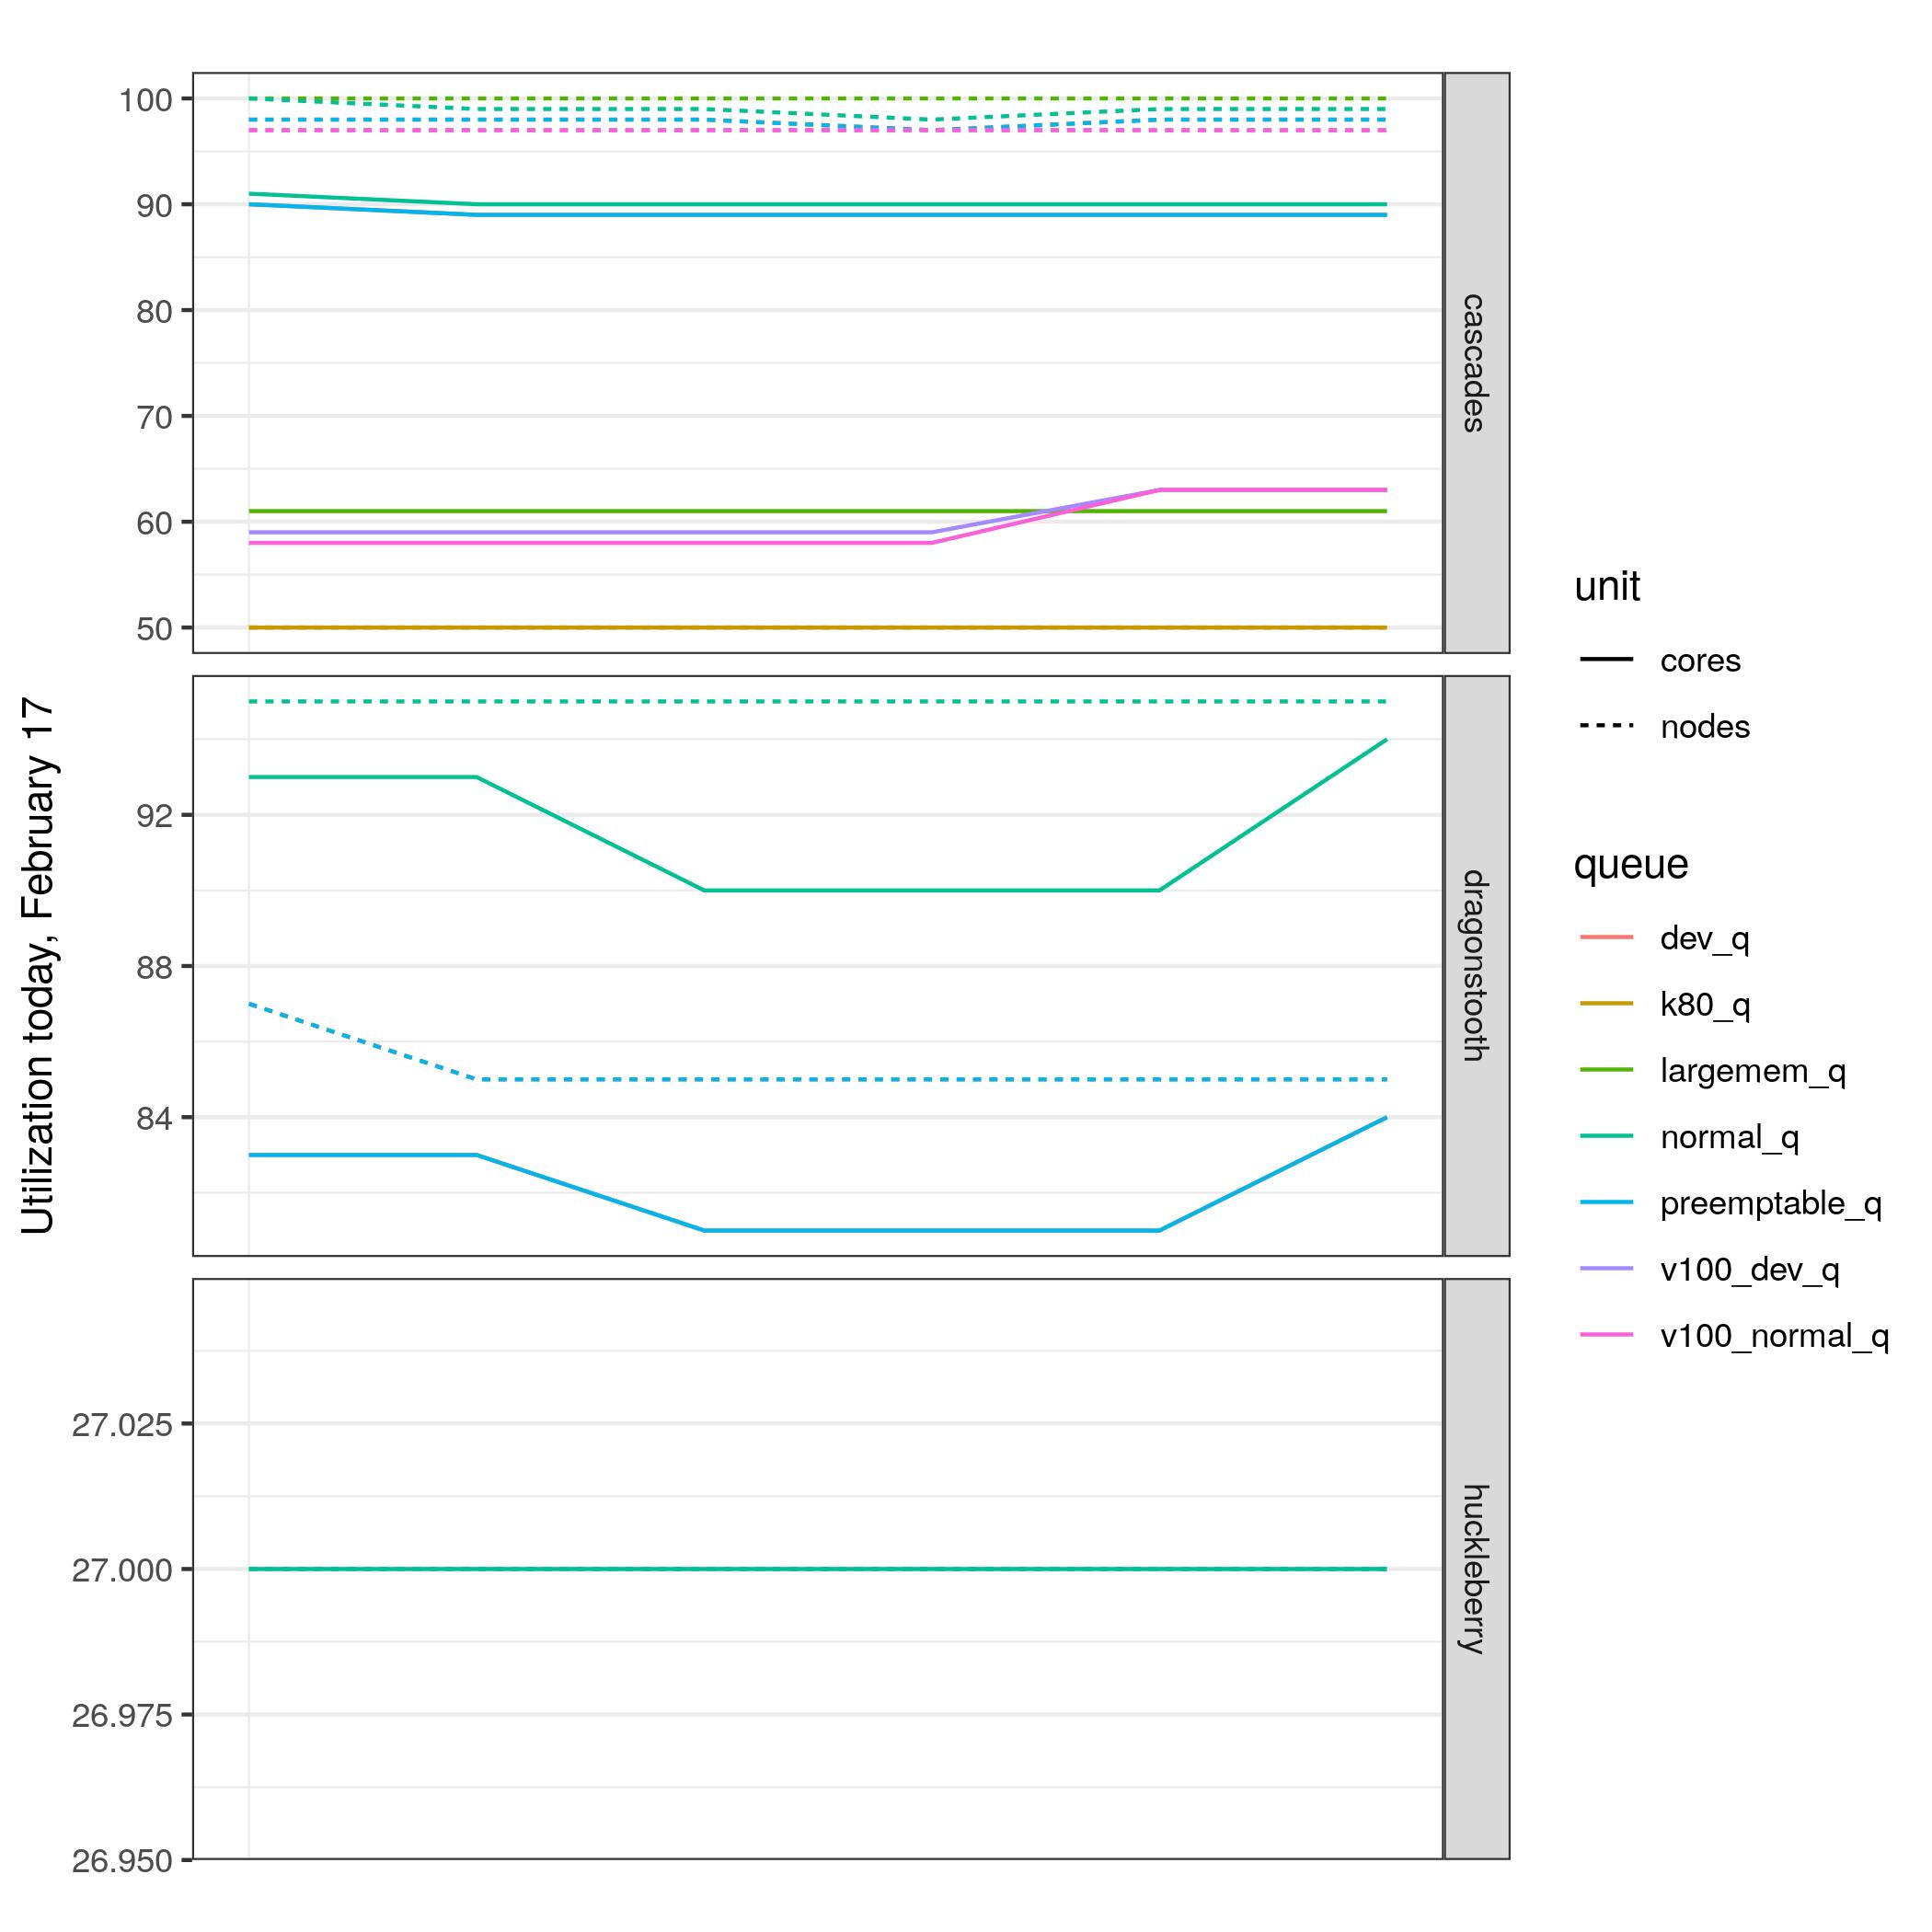 Utilization today, February 17
100
90
80
70
60
50
cascades
92
88
84
dragonstooth
27.025
27.000
26.975
26.950
huckleberry
unit
cores
nodes
queue
dev_q
k80_q
largemem_q
normal_q
preemptable_q
v100_dev_q
v100_normal_q